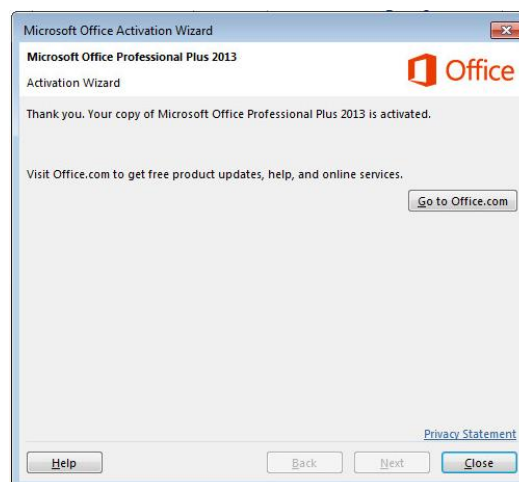 Microsoft Office Activation Wizard
Microsoft Office Professional Plus 2013
Office
Activation Wizard
Thank you. Your copy of Microsoft Office Professional Plus 2013 is activated.
Visit Office.com to get free product updates, help, and online services.
Go to Office.com
Privacy Statement
Help Back Next Close